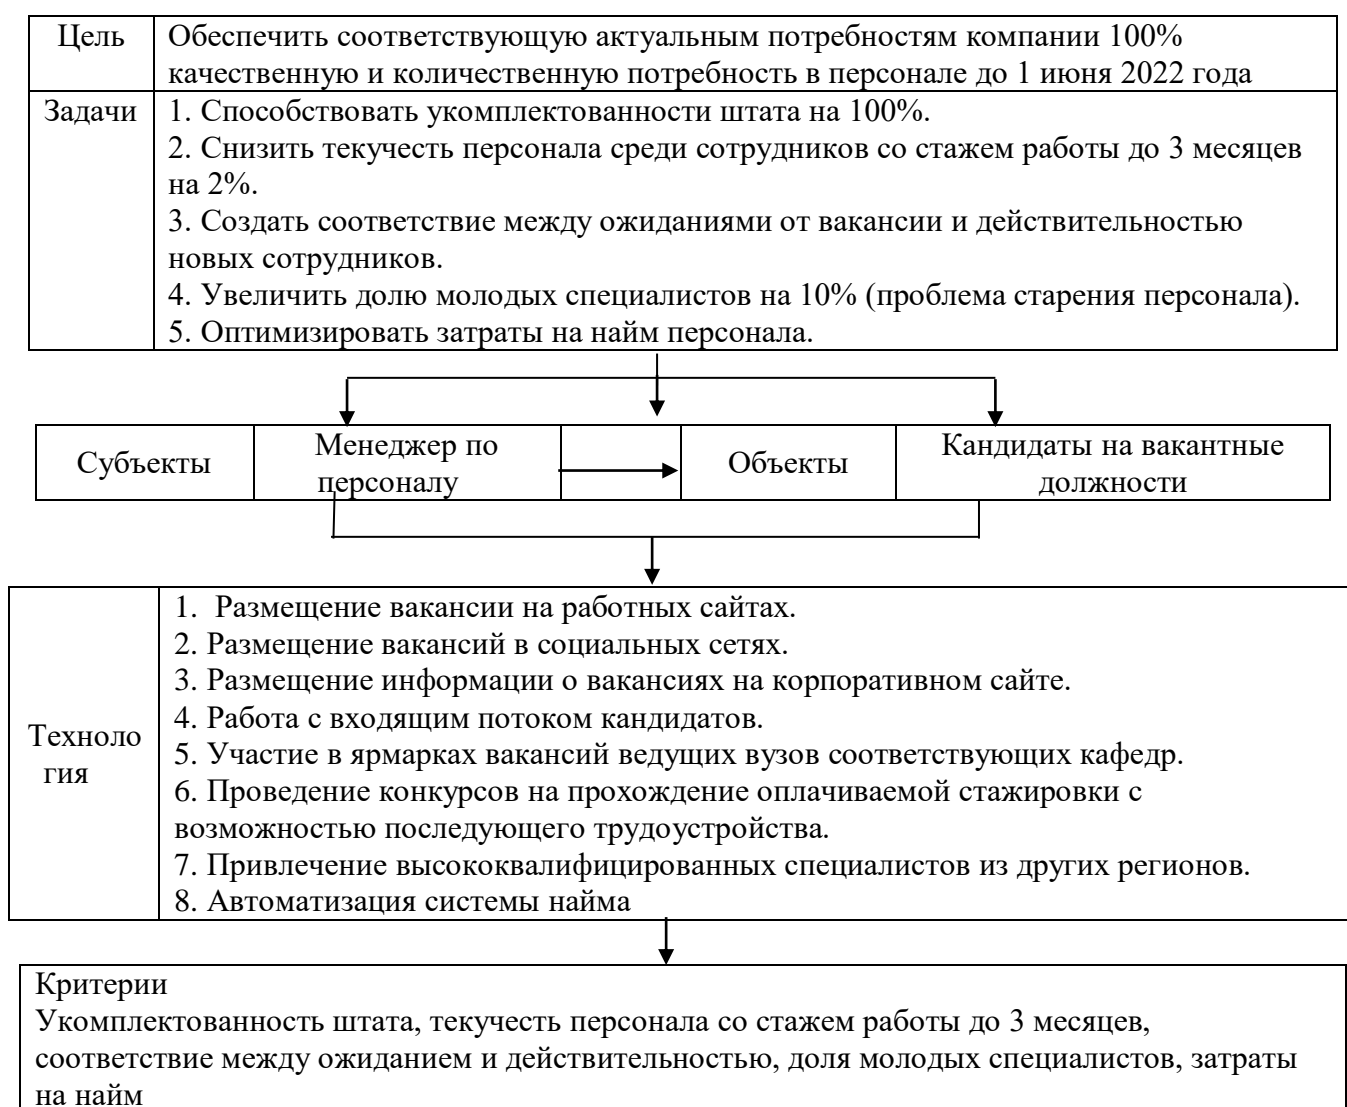 Цель
Обеспечить соответствующую актуальным потребностям компании 100%
качественную и количественную потребность в персонале до 1 июня 2022 года
Задачи
1. Способствовать укомплектованности штата на 100%.
2. Снизить текучесть персонала среди сотрудников со стажем работы до 3 месяцев
на 2%.
3. Создать соответствие между ожиданиями от вакансии и действительностью
новых сотрудников.
4. Увеличить долю молодых специалистов на 10% (проблема старения персонала).
5. Оптимизировать затраты на найм персонала.
Субъекты
Менеджер по
персоналу
Объекты
Кандидаты на вакантные
должности
Техноло
гия
1. Размещение вакансии на работных сайтах.
2. Размещение вакансий в социальных сетях.
3. Размещение информации о вакансиях на корпоративном сайте.
4. Работа с входящим потоком кандидатов.
5. Участие в ярмарках вакансий ведущих вузов соответствующих кафедр.
6. Проведение конкурсов на прохождение оплачиваемой стажировки с
возможностью последующего трудоустройства.
7. Привлечение высококвалифицированных специалистов из других регионов.
8. Автоматизация системы найма
Критерии
Укомплектованность штата, текучесть персонала со стажем работы до 3 месяцев,
соответствие между ожиданием и действительностью, доля молодых специалистов, затраты
на найм